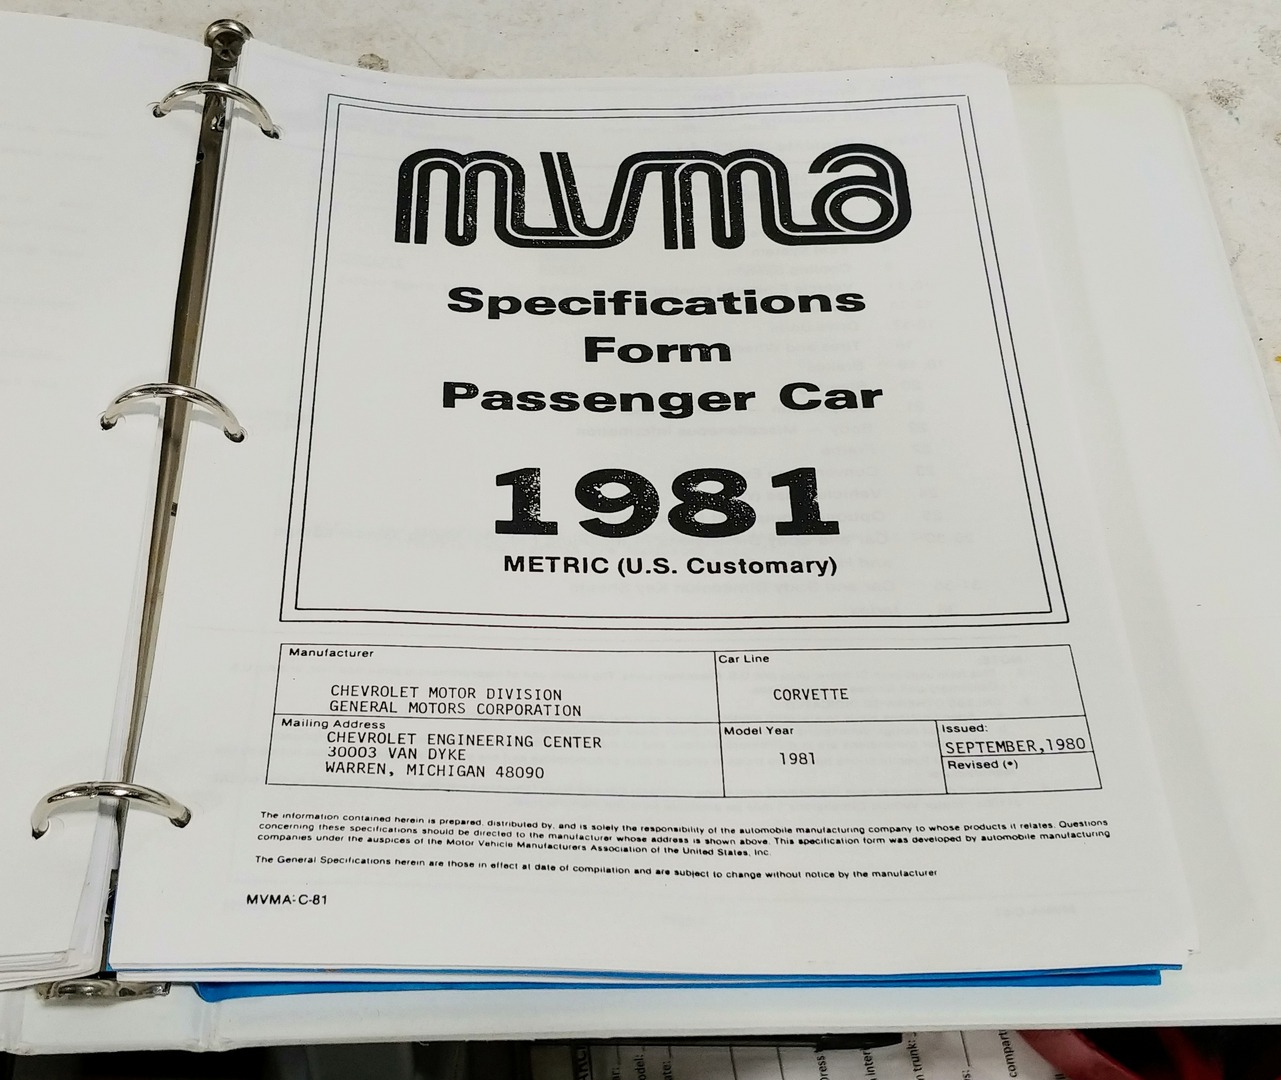 mvma
Specifications
Form
Passenger Car
1981
METRIC (U.S. Customary)
Manufacturer
CHEVROLET MOTOR DIVISION
GENERAL MOTORS CORPORATION
Car Line
CORVETTE
Mailing Address
CHEVROLET ENGINEERING CENTER
30003 VAN DYKE
WARREN, MICHIGAN 48090
Model Year
1981
Issued:
SEPTEMBER,1980
Revised (•)
The information contained herein is prepared, distributed by, and is solely the responsibility of the automobile manufacturing company to whose products it relates. Questions
concerning these specifications should be directed to the manufacturer whose address is shown above. This specification form was developed by automobile manufacturing
companies under the auspices of the Motor Vehicle Manufacturers Association of the United States, Inc.
The General Specifications herein are those in effect at date of compilation and are subject to change without notice by the manufacturer
MVMA-C-81